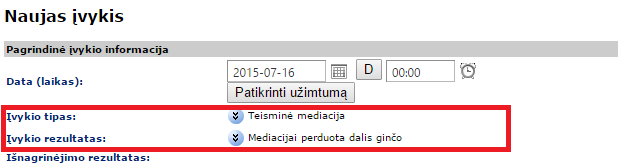 Naujas įvykis
Pagrindinė įvykio informacija
Data (laikas): 2015-07-16 D 00:00
Patikrinti užimtumą
Įvykio tipas: Teisminė mediacija
Įvykio rezultatas: Mediacijai perduota dalis ginčo
Išnagrinėjimo rezultatas: